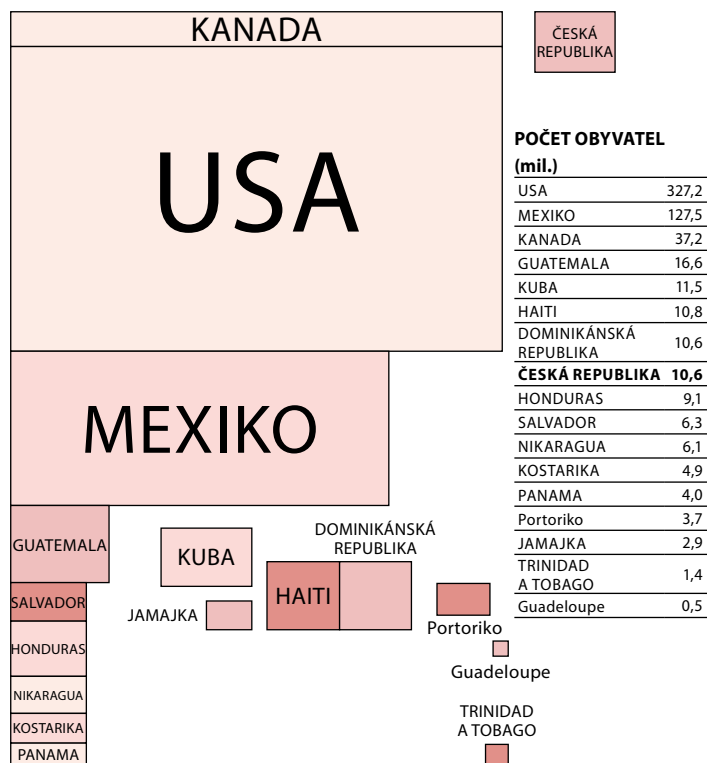 KANADA
ČESKÁ
REPUBLIKA
USA
MEXIKO
GUATEMALA
KUBA
DOMINIKÁNSKÁ
REPUBLIKA
HAITI
SALVADOR
JAMAJKA
Portoriko
HONDURAS
Guadeloupe
NIKARAGUA
KOSTARIKA
TRINIDAD
A TOBAGO
PANAMA
POČET OBYVATEL
(mil.)
USA 327,2
MEXIKO 127,5
KANADA 37,2
GUATEMALA 16,6
KUBA 11,5
HAITI 10,8
DOMINIKÁNSKÁ
REPUBLIKA 10,6
ČESKÁ REPUBLIKA 10,6
HONDURAS 9,1
SALVADOR 6,3
NIKARAGUA 6,1
KOSTARIKA 4,9
PANAMA 4,0
Portoriko 3,7
JAMAJKA 2,9
TRINIDAD
A TOBAGO 1,4
Guadeloupe 0,5